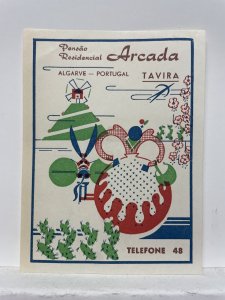 Pensão
Residencial Arcada
ALGARVE — PORTUGAL TAVIRA
TELEFONE 48